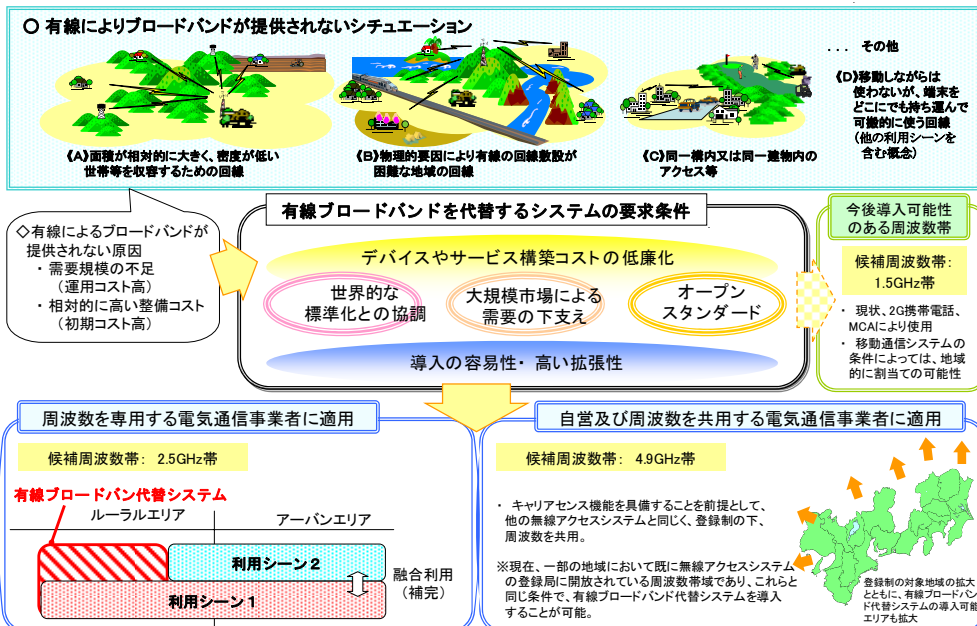 ○ 有線によりブロードバンドが提供されないシチュエーション
《A》面積が相対的に大きく、密度が低い
世帯等を収容するための回線
《B》物理的要因により有線の回線敷設が
困難な地域の回線
《C》同一構内又は同一建物内の
アクセス等
... その他
《D》移動しながらは
使わないが、端末を
どこにでも持ち運んで
可搬的に使う回線
(他の利用シーンを
含む概念)
◇有線によるブロードバンドが
提供されない原因
・ 需要規模の不足
(運用コスト高)
・ 相対的に高い整備コスト
(初期コスト高)
有線ブロードバンドを代替するシステムの要求条件
デバイスやサービス構築コストの低廉化
世界的な
標準化との協調
大規模市場による
需要の下支え
オープン
スタンダード
導入の容易性・ 高い拡張性
今後導入可能性
のある周波数帯
候補周波数帯:
1.5GHz帯
・ 現状、2G携帯電話、
MCAにより使用
・ 移動通信システムの
条件によっては、地域
的に割当ての可能性
周波数を専用する電気通信事業者に適用
候補周波数帯: 2.5GHz帯
有線ブロードバン代替システム
ルーラルエリア
アーバンエリア
利用シーン2
利用シーン1
融合利用
(補完)
自営及び周波数を共用する電気通信事業者に適用
候補周波数帯: 4.9GHz帯
・ キャリアセンス機能を具備することを前提として、
他の無線アクセスシステムと同じく、登録制の下、
周波数を共用。
※現在、一部の地域において既に無線アクセスシステム
の登録局に開放されている周波数帯域であり、これらと
同じ条件で、有線ブロードバンド代替システムを導入
することが可能。
登録制の対象地域の拡大
とともに、有線ブロードバン
ド代替システムの導入可能
エリアも拡大